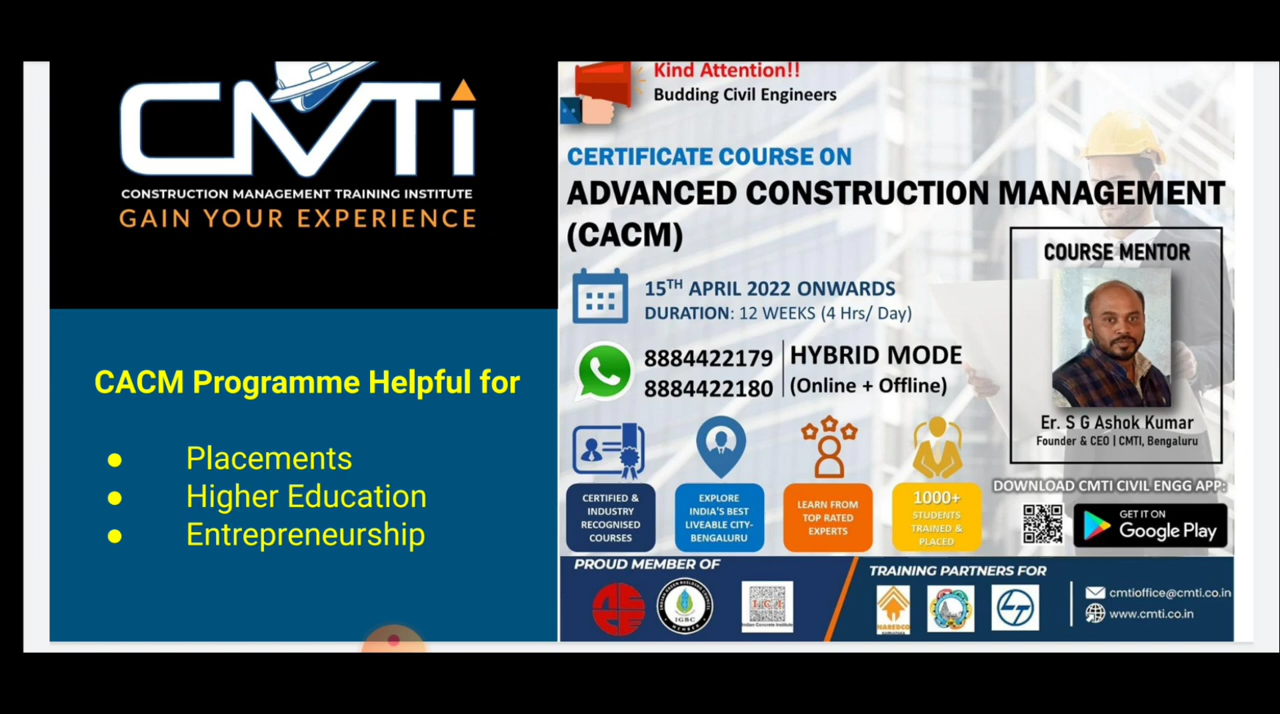 CMTi
CONSTRUCTION MANAGEMENT TRAINING INSTITUTE
GAIN YOUR EXPERIENCE
CACM Programme Helpful for
● Placements
● Higher Education
● Entrepreneurship
Kind Attention!!
Budding Civil Engineers
CERTIFICATE COURSE ON
ADVANCED CONSTRUCTION MANAGEMENT
(CACM)
15TH APRIL 2022 ONWARDS
DURATION: 12 WEEKS (4 Hrs/ Day)
8884422179
8884422180
HYBRID MODE
(Online + Offline)
COURSE MENTOR
Er. S G Ashok Kumar
Founder & CEO | CMTI, Bengaluru
CERTIFIED &
INDUSTRY
RECOGNISED
COURSES
EXPLORE
INDIA'S BEST
LIVEABLE CITY-
BENGALURU
LEARN FROM
TOP RATED
EXPERTS
1000+
STUDENTS
TRAINED &
PLACED
DOWNLOAD CMTI CIVIL ENGG APP:
GET IT ON
Google Play
PROUD MEMBER OF
IGBC
Indian Concrete Institute
TRAINING PARTNERS FOR
NAREDCO
cmtioffice@cmti.co.in
www.cmti.co.in